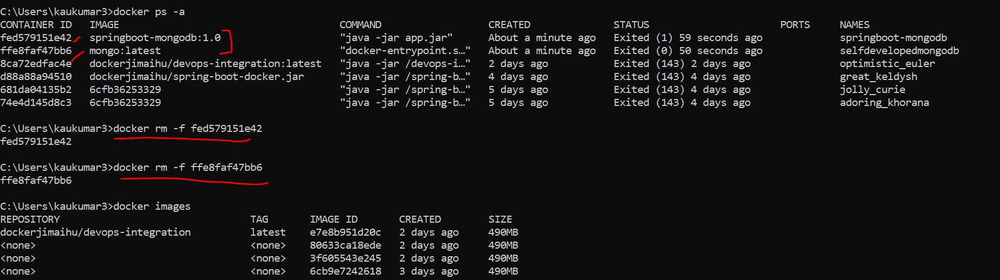 C:\Users\kaukumar3>docker ps -a
CONTAINER ID   IMAGE                                   COMMAND                  CREATED              STATUS                      PORTS     NAMES
fed579151e42   springboot-mongodb:1.0                  "java -jar app.jar"      About a minute ago   Exited (1) 59 seconds ago             springboot-mongodb
ffe8faf47bb6   mongo:latest                            "docker-entrypoint.s…"   About a minute ago   Exited (0) 50 seconds ago             selfdevelopedmongodb
8ca72edfac4e   dockerjimaihu/devops-integration:latest   "java -jar /devops-i…"   2 days ago           Exited (143) 2 days ago               optimistic_euler
d88a88a94510   dockerjimaihu/spring-boot-docker.jar    "java -jar /spring-b…"   4 days ago           Exited (143) 4 days ago               great_keldysh
681da04135b2   6cfb36253329                            "java -jar /spring-b…"   5 days ago           Exited (143) 4 days ago               jolly_curie
74e4d145d8c3   6cfb36253329                            "java -jar /spring-b…"   5 days ago           Exited (143) 4 days ago               adoring_khorana
C:\Users\kaukumar3>docker rm -f fed579151e42
fed579151e42
C:\Users\kaukumar3>docker rm -f ffe8faf47bb6
ffe8faf47bb6
C:\Users\kaukumar3>docker images
REPOSITORY                                TAG       IMAGE ID       CREATED        SIZE
dockerjimaihu/devops-integration          latest    e7e8b951d20c   2 days ago     490MB
<none>                                    <none>    80633ca18ede   2 days ago     490MB
<none>                                    <none>    3f605543e245   2 days ago     490MB
<none>                                    <none>    6cb9e7242618   3 days ago     490MB